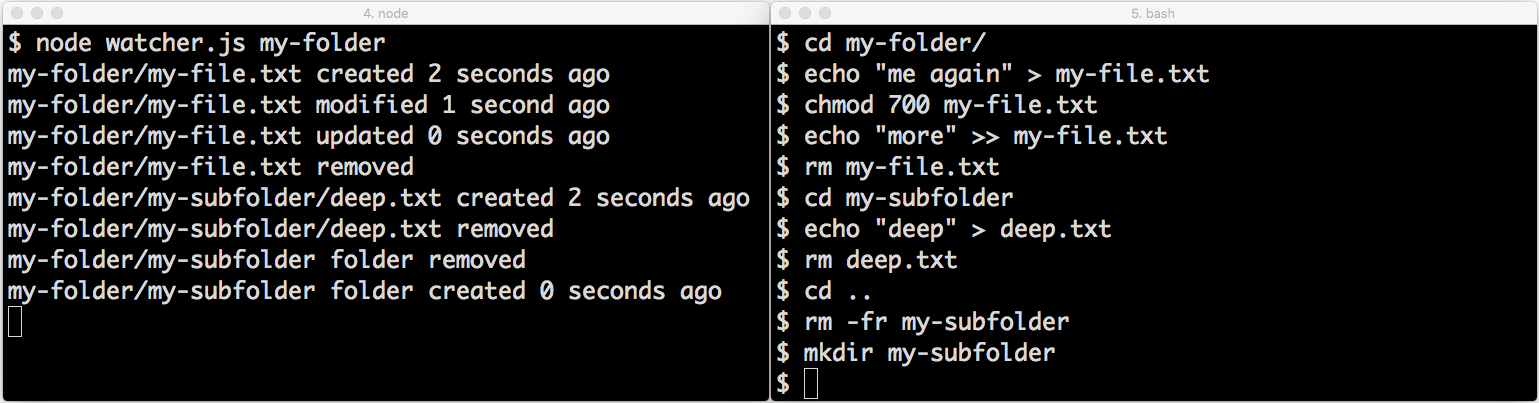 4. node
$ node watcher.js my-folder
my-folder/my-file.txt created 2 seconds ago
my-folder/my-file.txt modified 1 second ago
my-folder/my-file.txt updated 0 seconds ago
my-folder/my-file.txt removed
my-folder/my-subfolder/deep.txt created 2 seconds ago
my-folder/my-subfolder/deep.txt removed
my-folder/my-subfolder folder removed
my-folder/my-subfolder folder created 0 seconds ago
5. bash
$ cd my-folder/
$ echo "me again" > my-file.txt
$ chmod 700 my-file.txt
$ echo "more" >> my-file.txt
$ rm my-file.txt
$ cd my-subfolder
$ echo "deep" > deep.txt
$ rm deep.txt
$ cd ..
$ rm -fr my-subfolder
$ mkdir my-subfolder
$